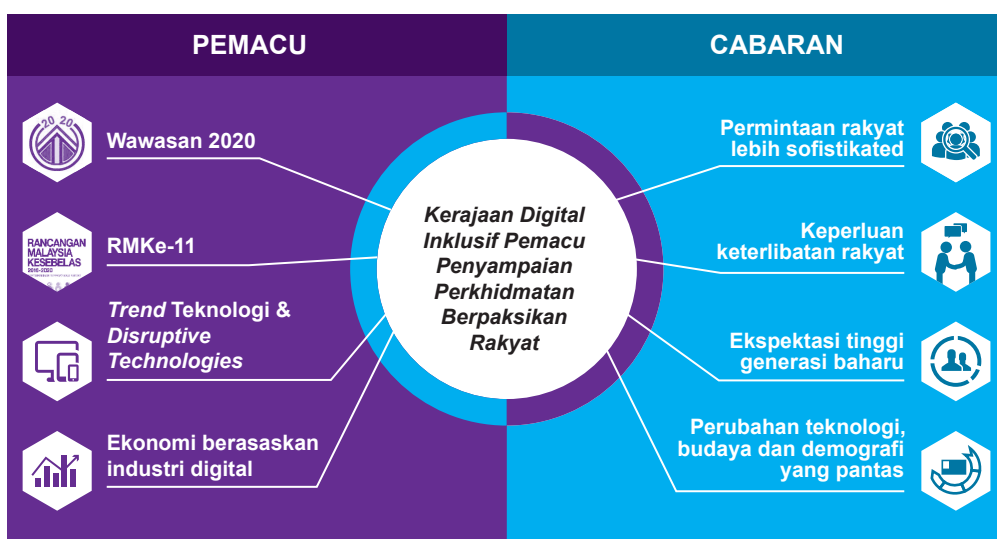 PEMACU
CABARAN
20 20
Wawasan 2020
RANCANGAN
MALAYSIA
KESEBELAS
2016-2020
RMKe-11
Trend Teknologi &
Disruptive
Technologies
Ekonomi berasaskan
industri digital
Kerajaan Digital
Inklusif Pemacu
Penyampaian
Perkhidmatan
Berpaksikan
Rakyat
Permintaan rakyat
lebih sofistikated
Keperluan
keterlibatan rakyat
Ekspektasi tinggi
generasi baharu
Perubahan teknologi,
budaya dan demografi
yang pantas